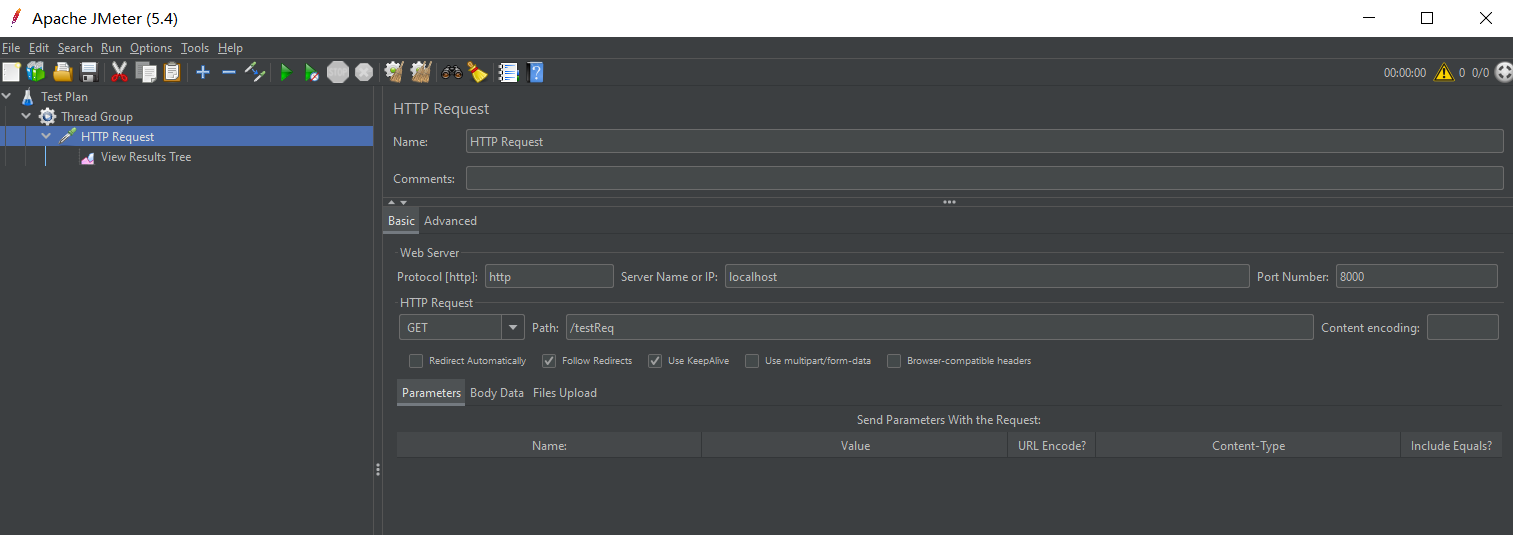 Apache JMeter (5.4)
File Edit Search Run Options Tools Help
STOP 00:00:00 0 0/0
Test Plan
Thread Group
HTTP Request
View Results Tree
HTTP Request
Name: HTTP Request
Comments:
Basic Advanced
Web Server
Protocol [http]: http Server Name or IP: localhost Port Number: 8000
HTTP Request
GET Path: /testReq Content encoding:
Redirect Automatically Follow Redirects Use KeepAlive Use multipart/form-data Browser-compatible headers
Parameters Body Data Files Upload
Send Parameters With the Request:
Name: Value URL Encode? Content-Type Include Equals?